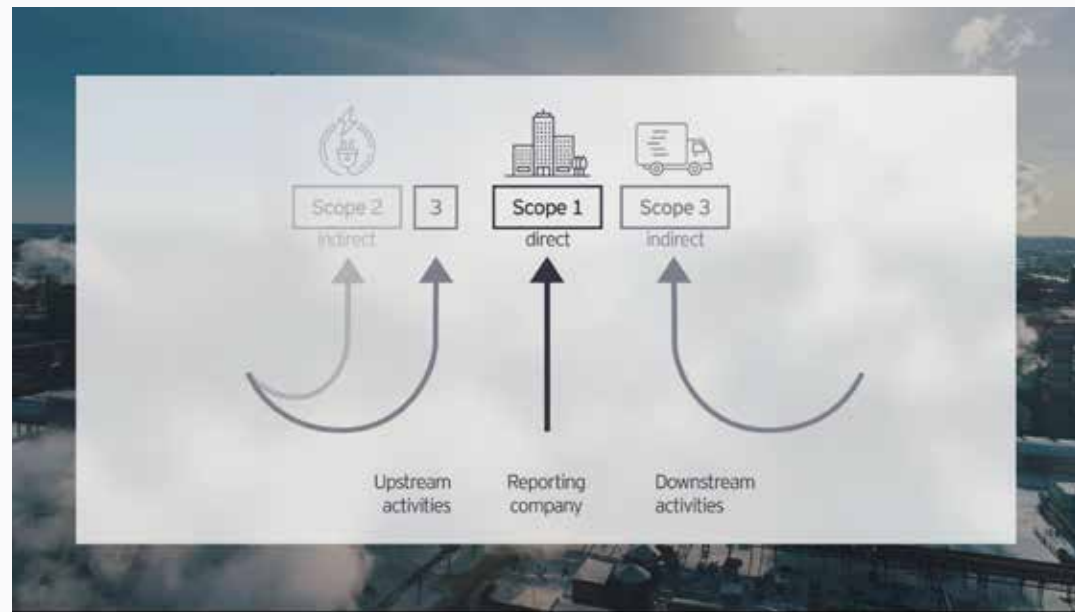 Scope 2
3
Scope 1
Scope 3
indirect
direct
indirect
Upstream
activities
Reporting
company
Downstream
activities